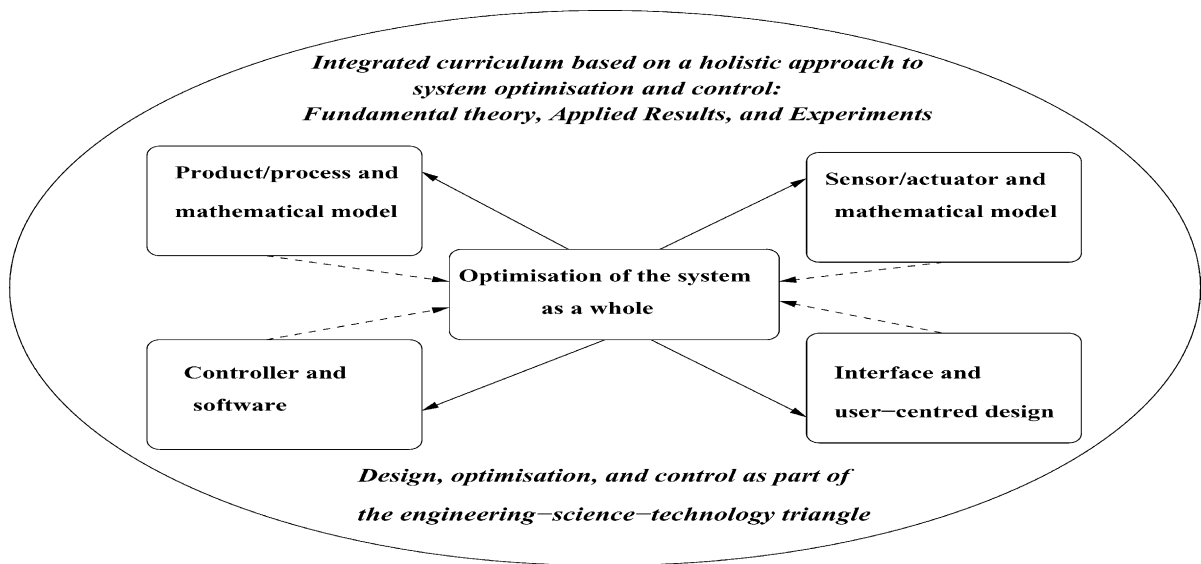 Integrated curriculum based on a holistic approach to
system optimisation and control:
Fundamental theory, Applied Results, and Experiments
Product/process and
mathematical model
Sensor/actuator and
mathematical model
Optimisation of the system
as a whole
Controller and
software
Interface and
user−centred design
Design, optimisation, and control as part of
the engineering−science−technology triangle